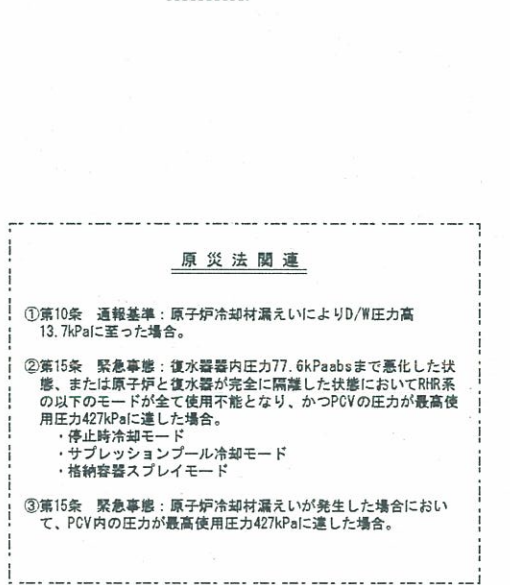 原災法関連
①第10条 通報基準：原子炉冷却材漏えいによりD/W圧力高
13.7kPaに至った場合。
②第15条 緊急事態：復水器器内圧力77.6kPaabsまで悪化した状
態、または原子炉と復水器が完全に隔離した状態においてRHR系
の以下のモードが全て使用不能となり、かつPCVの圧力が最高使
用圧力427kPaに達した場合。
・停止時冷却モード
・サプレッションプール冷却モード
・格納容器スプレイモード
③第15条 緊急事態：原子炉冷却材漏えいが発生した場合におい
て、PCV内の圧力が最高使用圧力427kPaに達した場合。